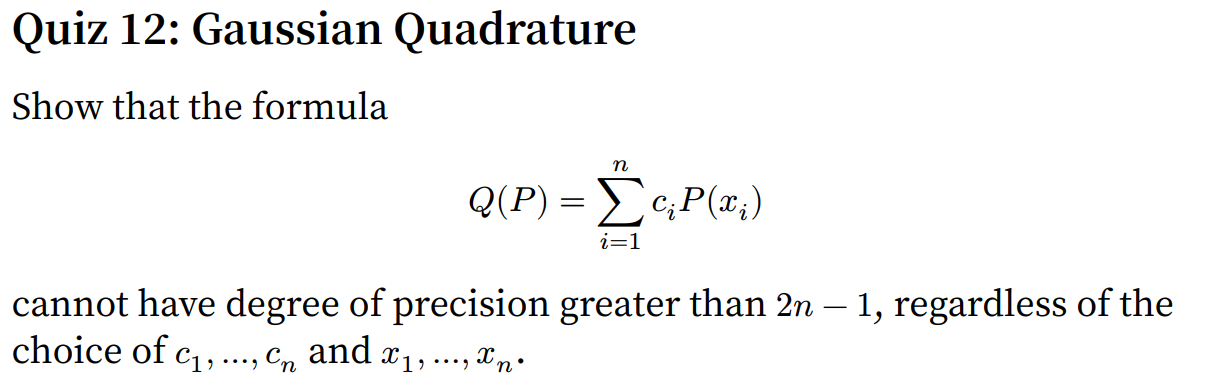 Quiz 12: Gaussian Quadrature
Show that the formula
Q(P) = \sum_{i=1}^{n} c_i P(x_i)
cannot have degree of precision greater than 2n − 1, regardless of the
choice of c_1, ..., c_n and x_1, ..., x_n.